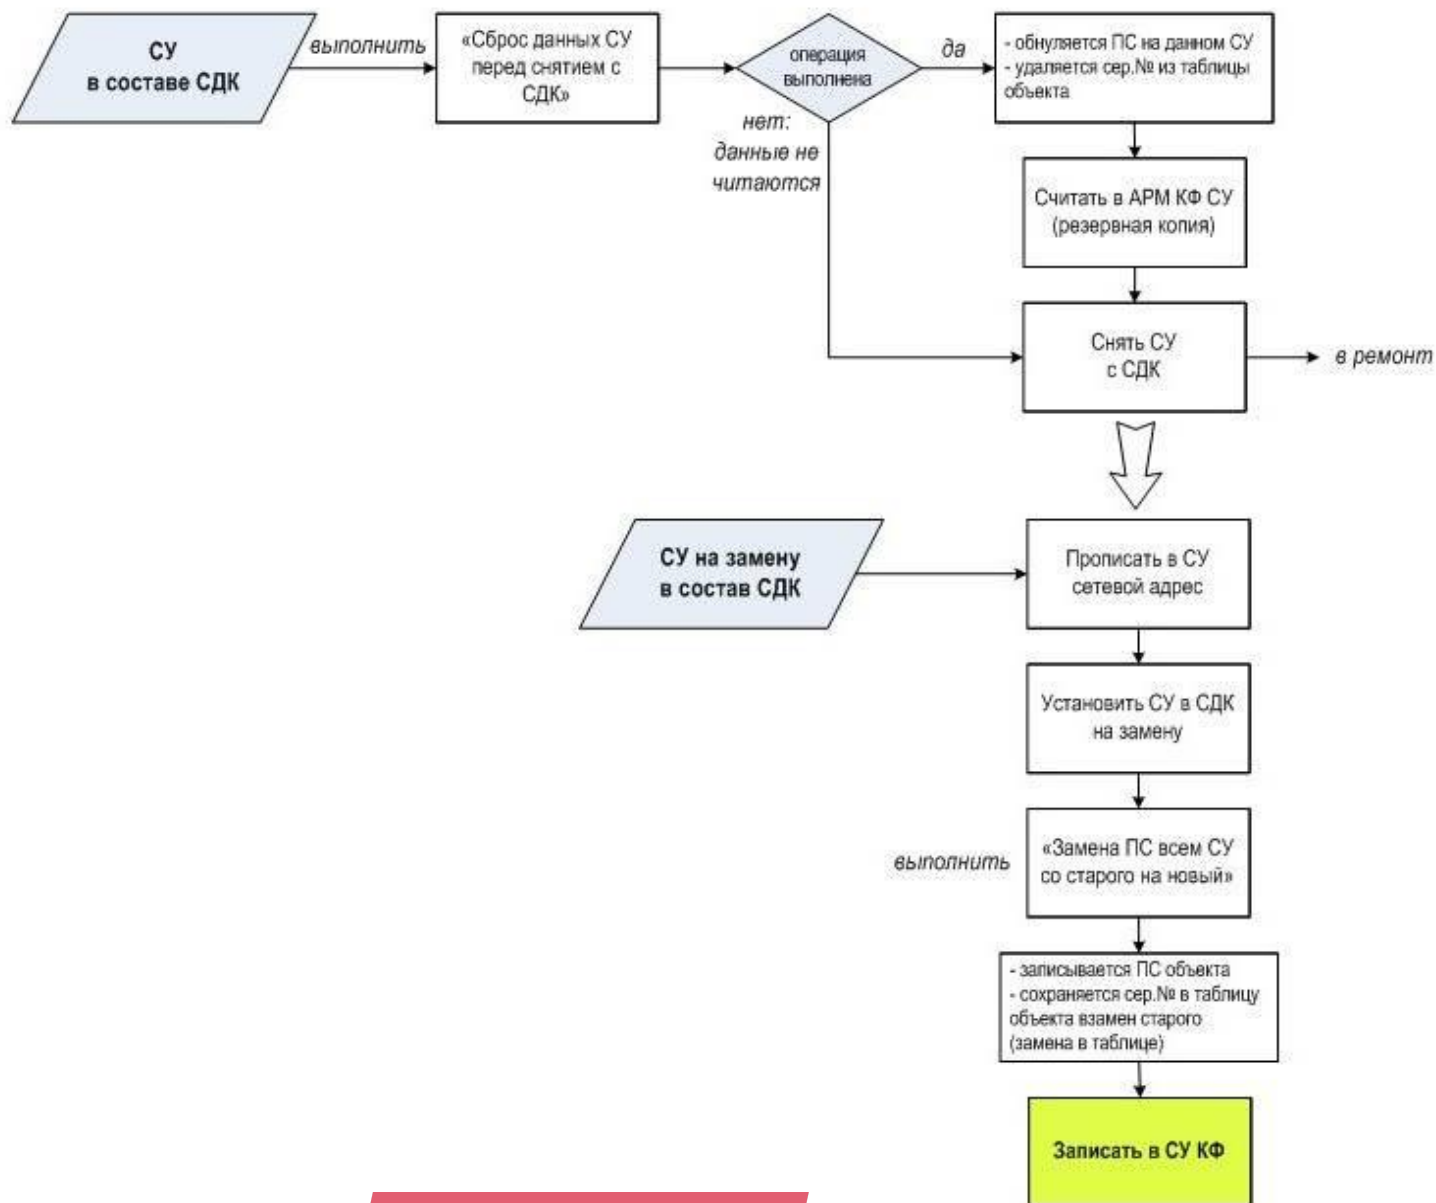 СУ
в составе СДК
выполнить
«Сброс данных СУ
перед снятием с
СДК»
операция
выполнена
да
- обнуляется ПС на данном СУ
- удаляется сер.№ из таблицы
объекта
нет:
данные не
читаются
Считать в АРМ КФ СУ
(резервная копия)
Снять СУ
с СДК
в ремонт
СУ на замену
в состав СДК
Прописать в СУ
сетевой адрес
Установить СУ в СДК
на замену
выполнить
«Замена ПС всем СУ
со старого на новый»
- записывается ПС объекта
- сохраняется сер.№ в таблицу
объекта взамен старого
(замена в таблице)
Записать в СУ КФ